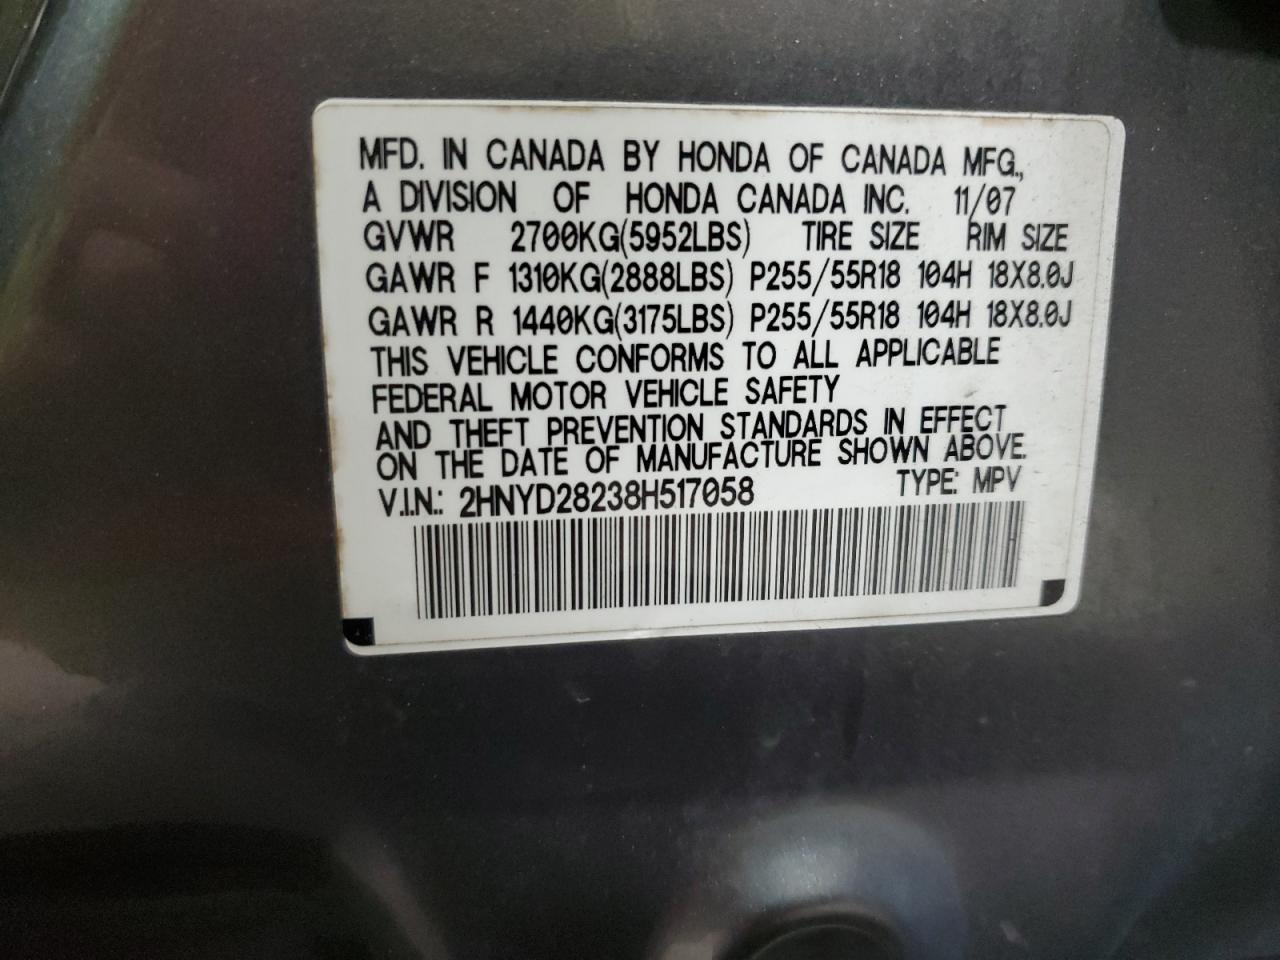 MFD. IN CANADA BY HONDA OF CANADA MFG.,
A DIVISION OF HONDA CANADA INC. 11/07
GVWR 2700KG(5952LBS) TIRE SIZE RIM SIZE
GAWR F 1310KG(2888LBS) P255/55R18 104H 18X8.0J
GAWR R 1440KG(3175LBS) P255/55R18 104H 18X8.0J
THIS VEHICLE CONFORMS TO ALL APPLICABLE
FEDERAL MOTOR VEHICLE SAFETY
AND THEFT PREVENTION STANDARDS IN EFFECT
ON THE DATE OF MANUFACTURE SHOWN ABOVE.
V.I.N.: 2HNYD28238H517058 TYPE: MPV